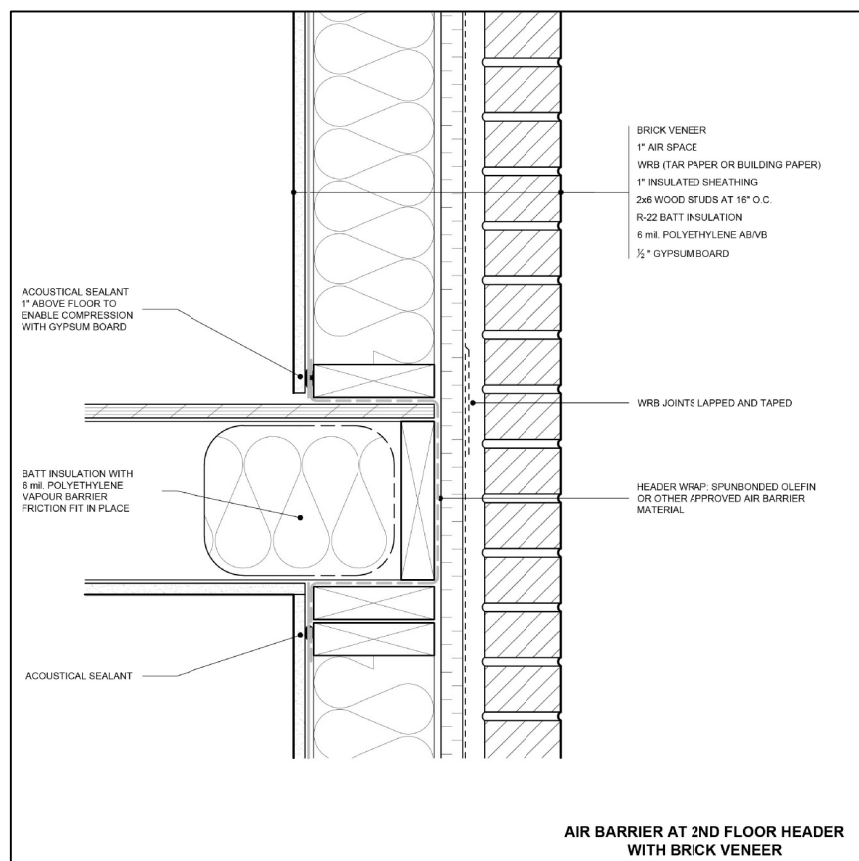 BRICK VENEER
1" AIR SPACE
WRB (TAR PAPER OR BUILDING PAPER)
1" INSULATED SHEATHING
2x6 WOOD STUDS AT 16" O.C.
R-22 BATT INSULATION
6 mil. POLYETHYLENE AB/VB
½" GYPSUMBOARD
ACOUSTICAL SEALANT
1" ABOVE FLOOR TO
ENABLE COMPRESSION
WITH GYPSUM BOARD
WRB JOINTS LAPPED AND TAPED
BATT INSULATION WITH
6 mil. POLYETHYLENE
VAPOUR BARRIER
FRICTION FIT IN PLACE
HEADER WRAP: SPUNBONDED OLEFIN
OR OTHER APPROVED AIR BARRIER
MATERIAL
ACOUSTICAL SEALANT
AIR BARRIER AT 2ND FLOOR HEADER
WITH BRICK VENEER